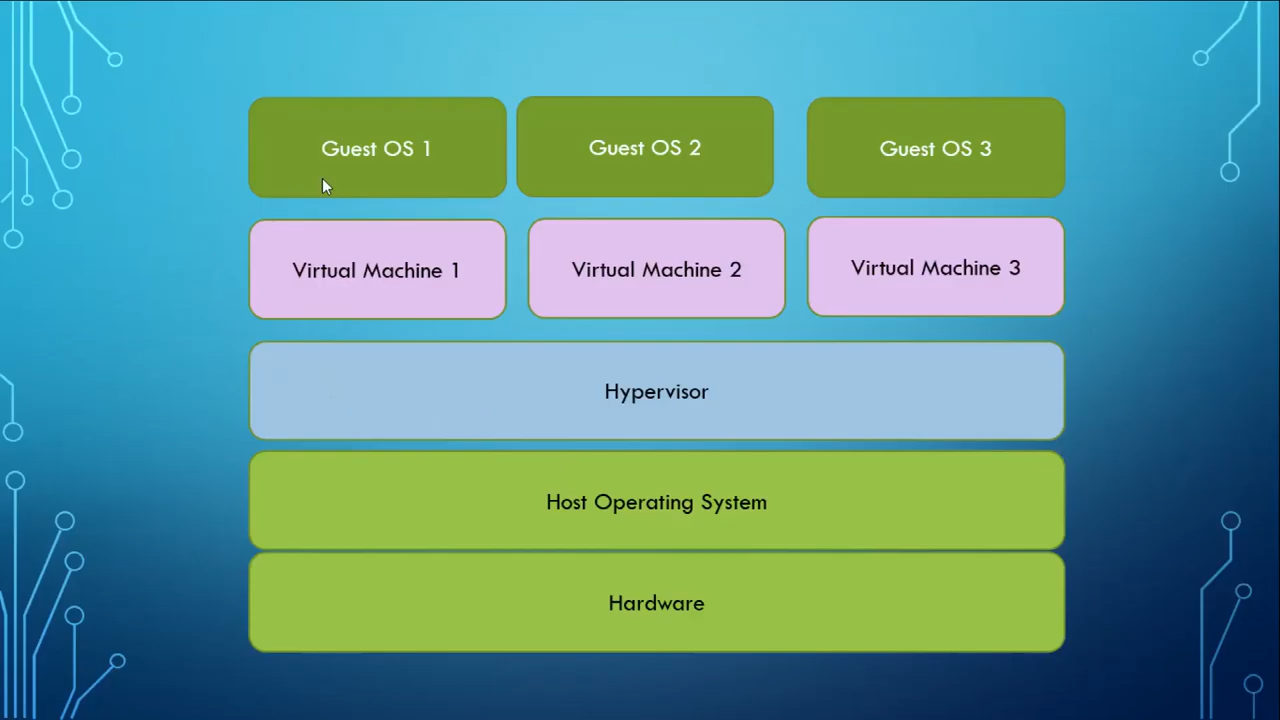 Guest OS 1
Guest OS 2
Guest OS 3
Virtual Machine 1
Virtual Machine 2
Virtual Machine 3
Hypervisor
Host Operating System
Hardware